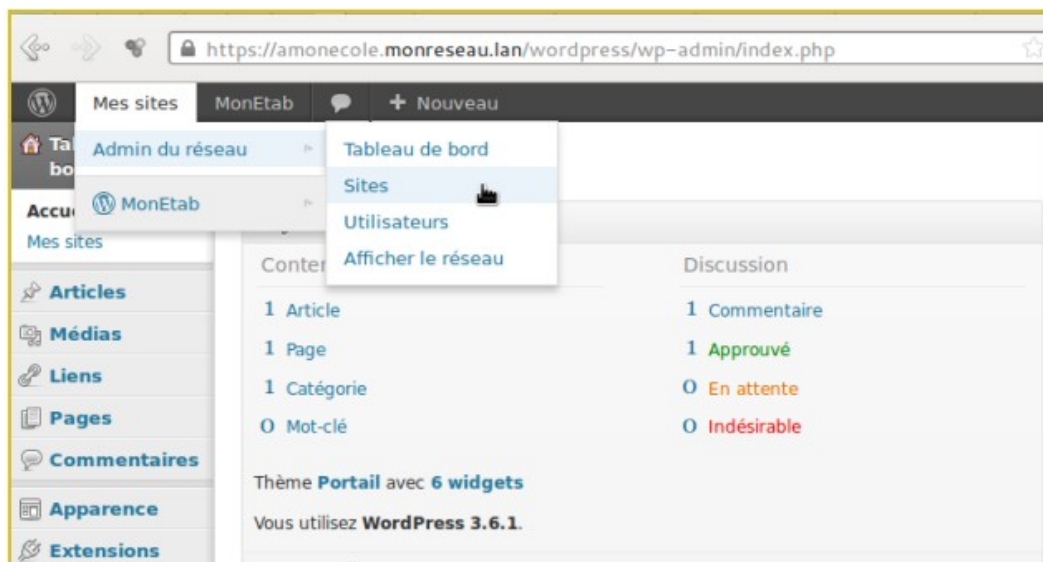 https://amonecole.monreseau.lan/wordpress/wp-admin/index.php
Mes sites MonEtab + Nouveau
Admin du réseau
MonEtab
Tableau de bord
Sites
Utilisateurs
Afficher le réseau
Mes sites
Articles
Médias
Liens
Pages
Commentaires
Apparence
Extensions
Discussion
1 Article
1 Page
1 Catégorie
0 Mot-clé
1 Commentaire
1 Approuvé
0 En attente
0 Indésirable
Thème Portail avec 6 widgets
Vous utilisez WordPress 3.6.1.